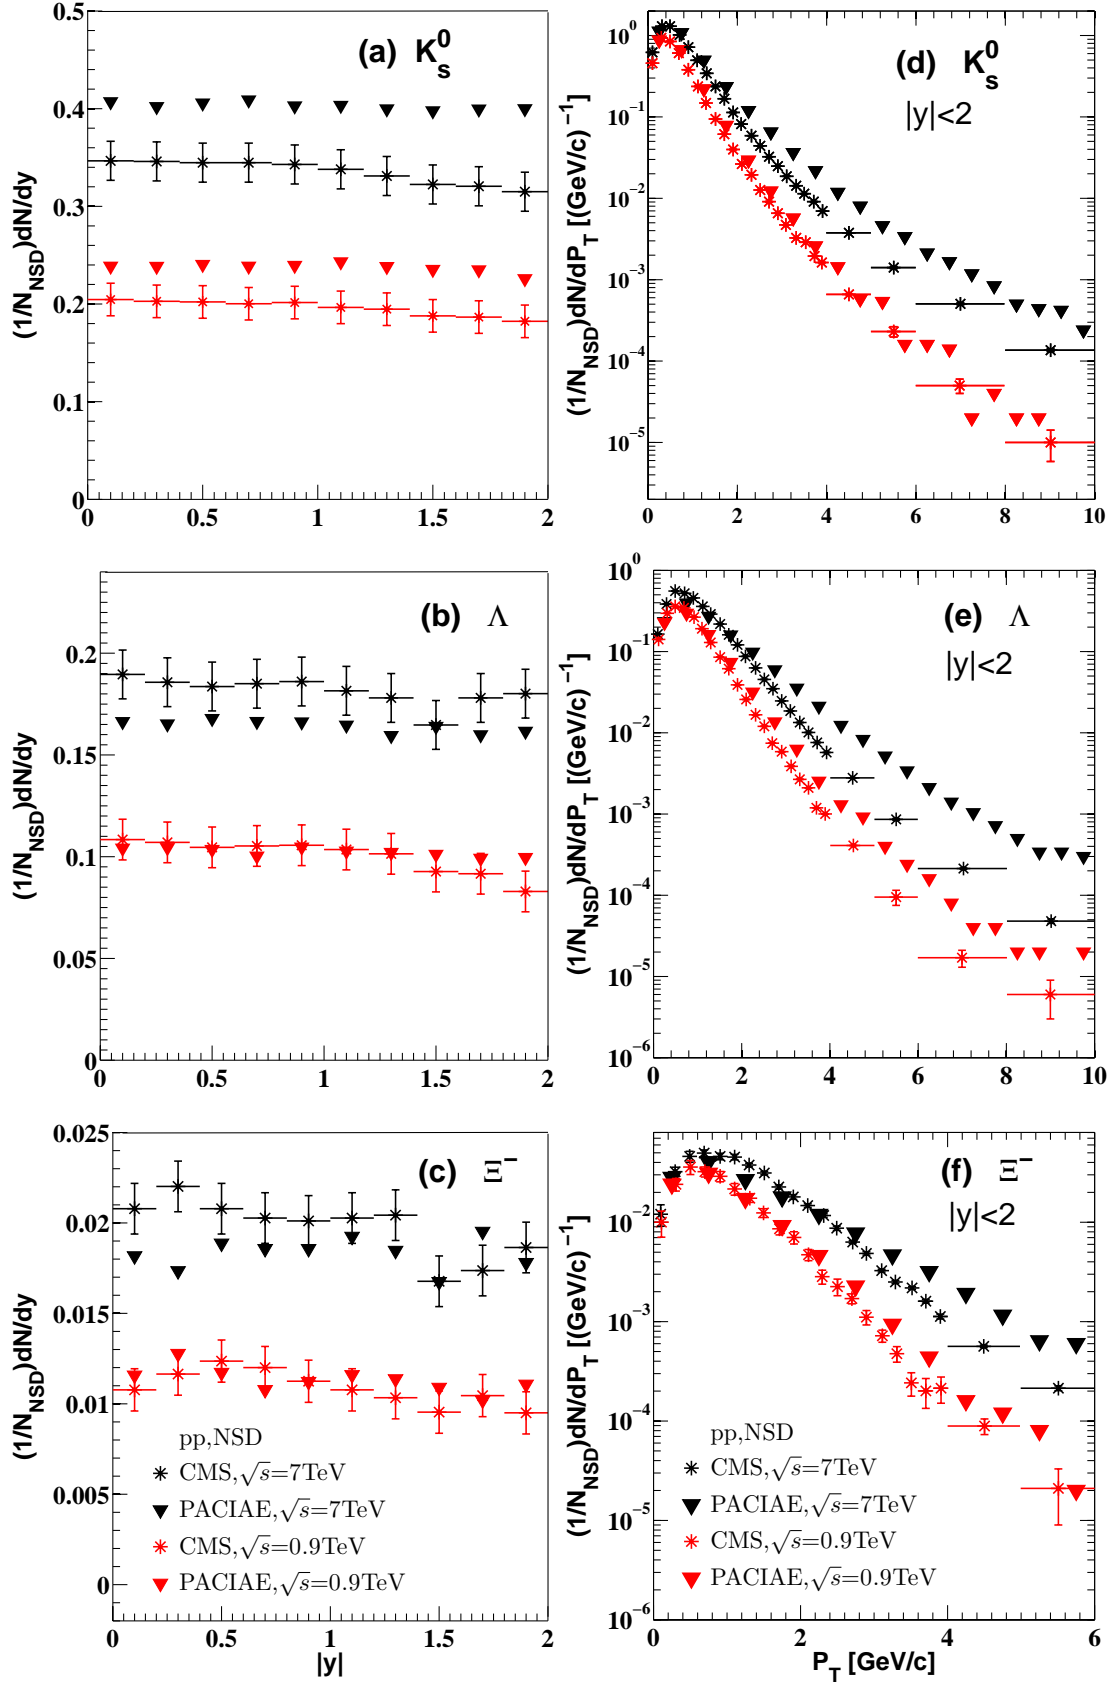 0.5
0.4
0.3
0.2
0.1
0
(1/N_NSD)dN/dy
(a) K_s^0
0 0.5 1 1.5 2
10^0
10^−1
10^−2
10^−3
10^−4
10^−5
(1/N_NSD)dN/dP_T [(GeV/c)^−1]
(d) K_s^0
|y|<2
0 2 4 6 8 10
0.2
0.15
0.1
0.05
0
(1/N_NSD)dN/dy
(b) Λ
0 0.5 1 1.5 2
10^0
10^−1
10^−2
10^−3
10^−4
10^−5
10^−6
(1/N_NSD)dN/dP_T [(GeV/c)^−1]
(e) Λ
|y|<2
0 2 4 6 8 10
0.025
0.02
0.015
0.01
0.005
0
(1/N_NSD)dN/dy
(c) Ξ^−
pp,NSD
CMS,√s=7TeV
PACIAE,√s=7TeV
CMS,√s=0.9TeV
PACIAE,√s=0.9TeV
0 0.5 1 1.5 2
|y|
10^−2
10^−3
10^−4
10^−5
10^−6
(1/N_NSD)dN/dP_T [(GeV/c)^−1]
(f) Ξ^−
|y|<2
pp,NSD
CMS,√s=7TeV
PACIAE,√s=7TeV
CMS,√s=0.9TeV
PACIAE,√s=0.9TeV
0 2 4 6
P_T [GeV/c]